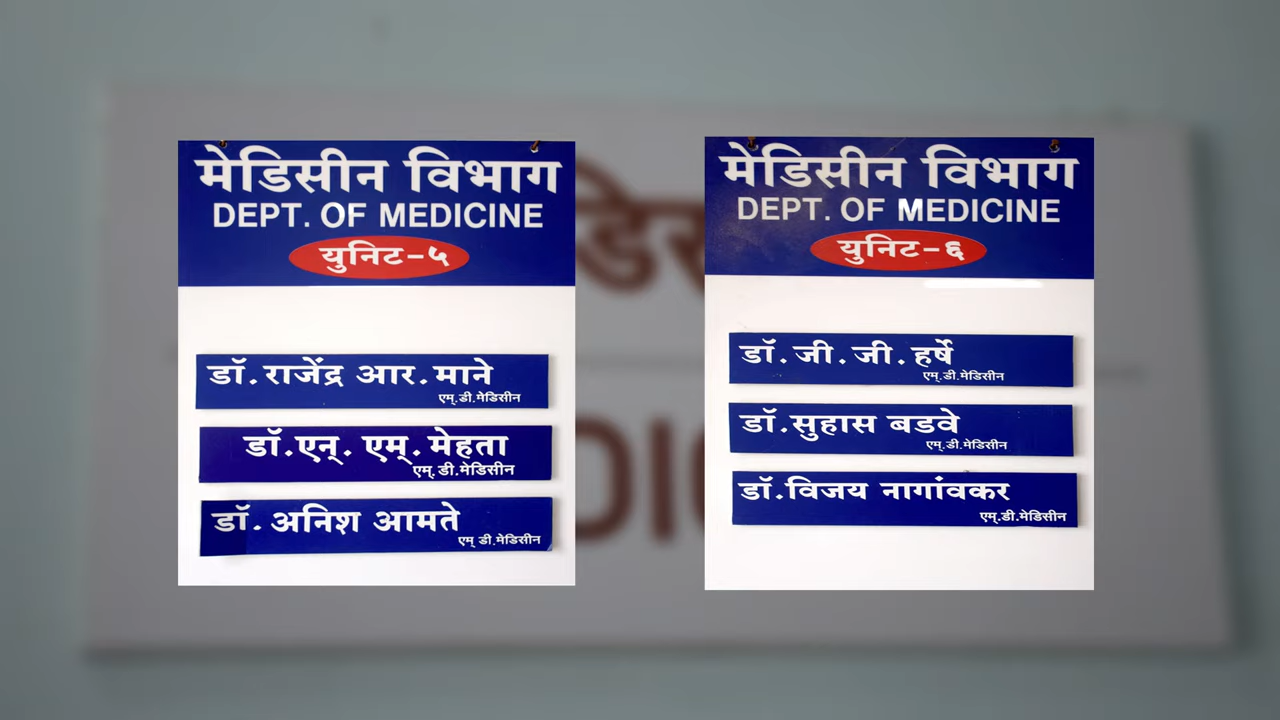 मेडिसीन विभाग
DEPT. OF MEDICINE
युनिट-५
डॉ. राजेंद्र आर. माने
एम्.डी.मेडिसीन
डॉ.एन्. एम्. मेहता
एम्.डी.मेडिसीन
डॉ. अनिश आमते
एम् डी.मेडिसीन
मेडिसीन विभाग
DEPT. OF MEDICINE
युनिट-६
डॉ.जी.जी.हर्षे
एम्.डी.मेडिसीन
डॉ.सुहास बडवे
एम्.डी.मेडिसीन
डॉ.विजय नागांवकर
एम्.डी.मेडिसीन